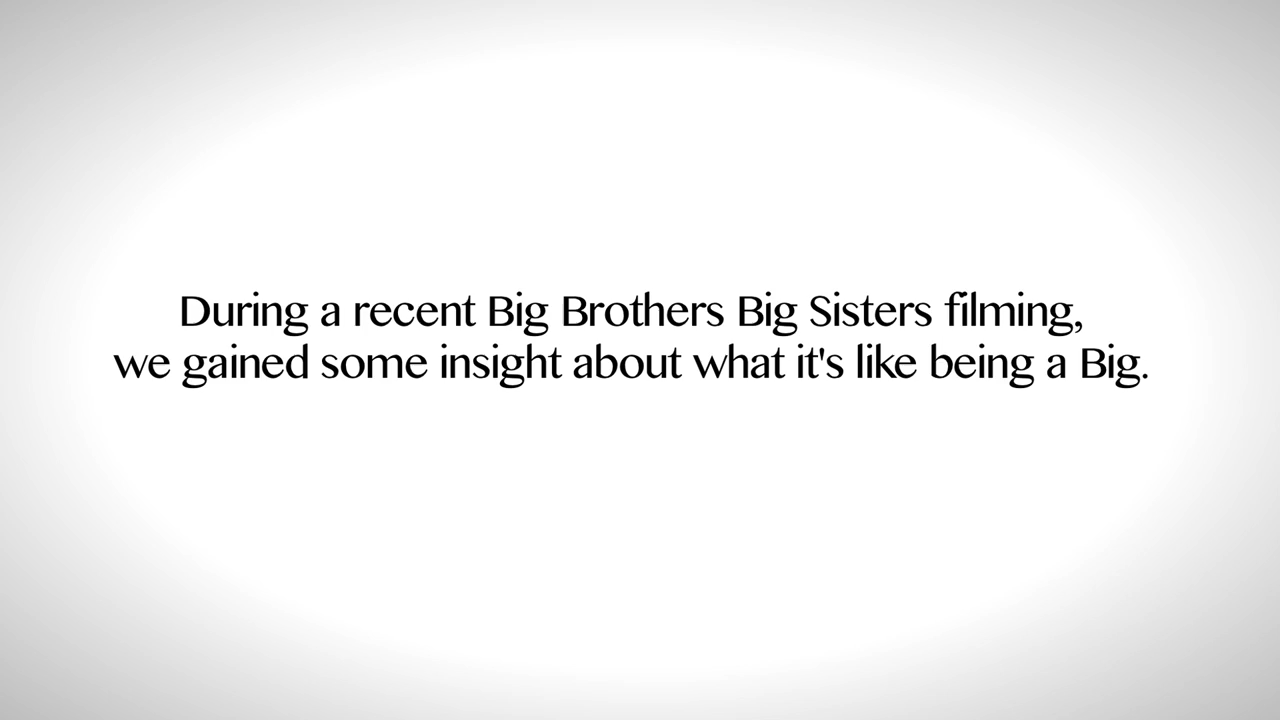 During a recent Big Brothers Big Sisters filming,
we gained some insight about what it's like being a Big.